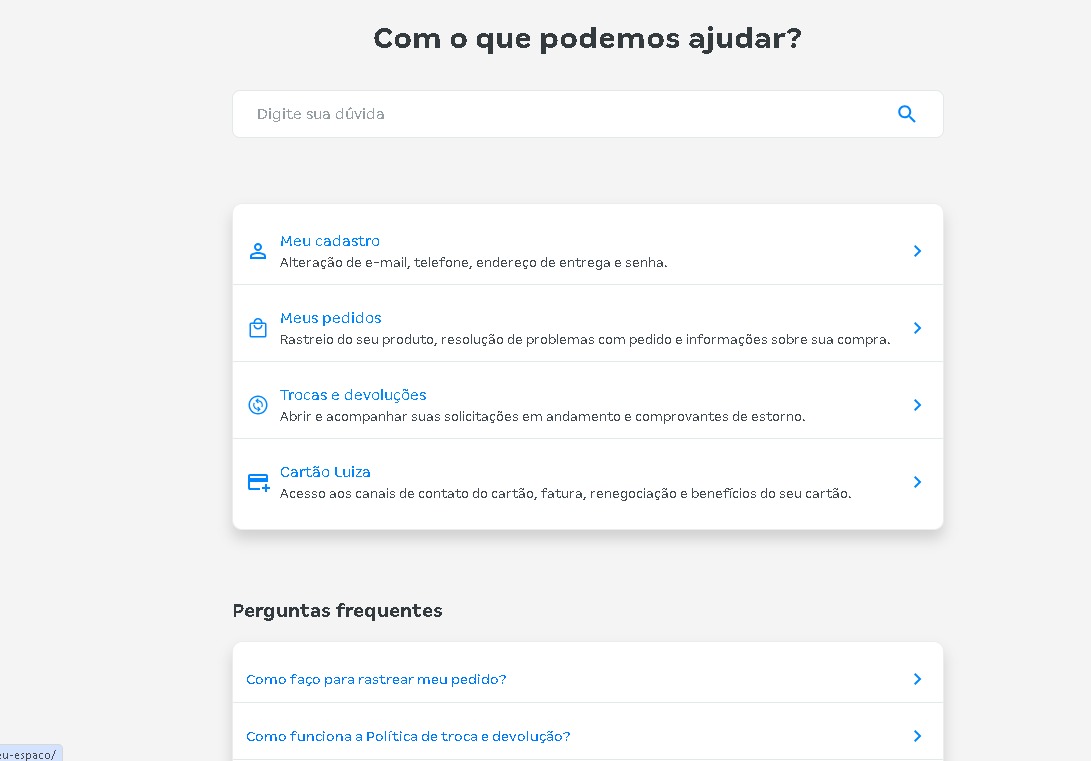 Com o que podemos ajudar?
Digite sua dúvida
Meu cadastro
Alteração de e-mail, telefone, endereço de entrega e senha.
Meus pedidos
Rastreio do seu produto, resolução de problemas com pedido e informações sobre sua compra.
Trocas e devoluções
Abrir e acompanhar suas solicitações em andamento e comprovantes de estorno.
Cartão Luiza
Acesso aos canais de contato do cartão, fatura, renegociação e benefícios do seu cartão.
Perguntas frequentes
Como faço para rastrear meu pedido?
Como funciona a Política de troca e devolução?
eu-espaco/